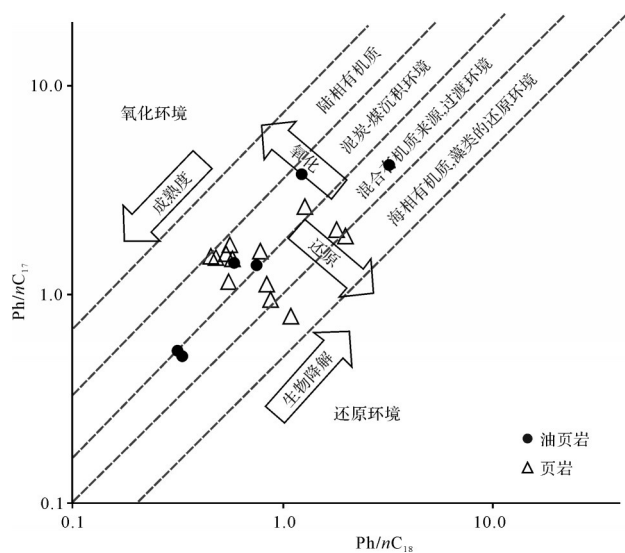 10.0
1.0
0.1
Ph/nC17
氧化环境
陆相有机质
泥炭-煤沉积环境
混合有机质来源,过渡环境
海相有机质,藻类的还原环境
氧化
成熟度
还原
生物降解
还原环境
油页岩
页岩
0.1
1.0
10.0
Ph/nC18